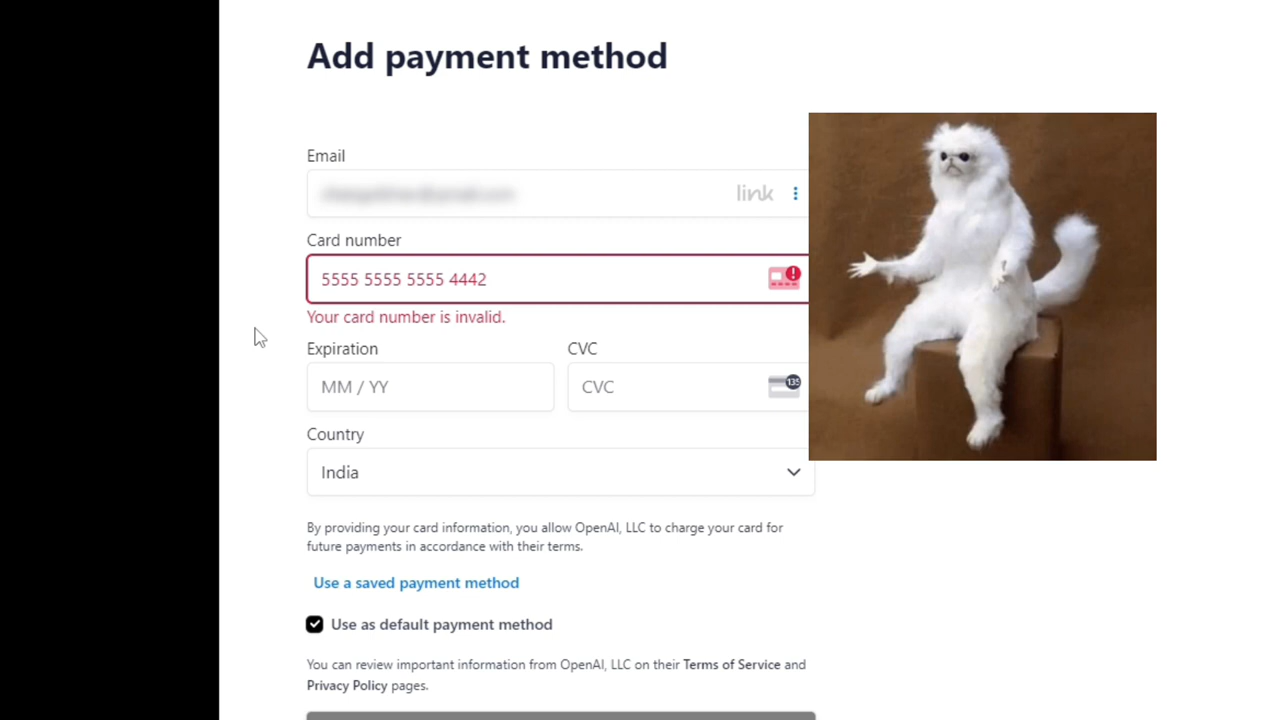 Add payment method
Email
link
Card number
5555 5555 5555 4442
Your card number is invalid.
Expiration
CVC
MM / YY
CVC
135
Country
India
By providing your card information, you allow OpenAI, LLC to charge your card for
future payments in accordance with their terms.
Use a saved payment method
Use as default payment method
You can review important information from OpenAI, LLC on their Terms of Service and
Privacy Policy pages.